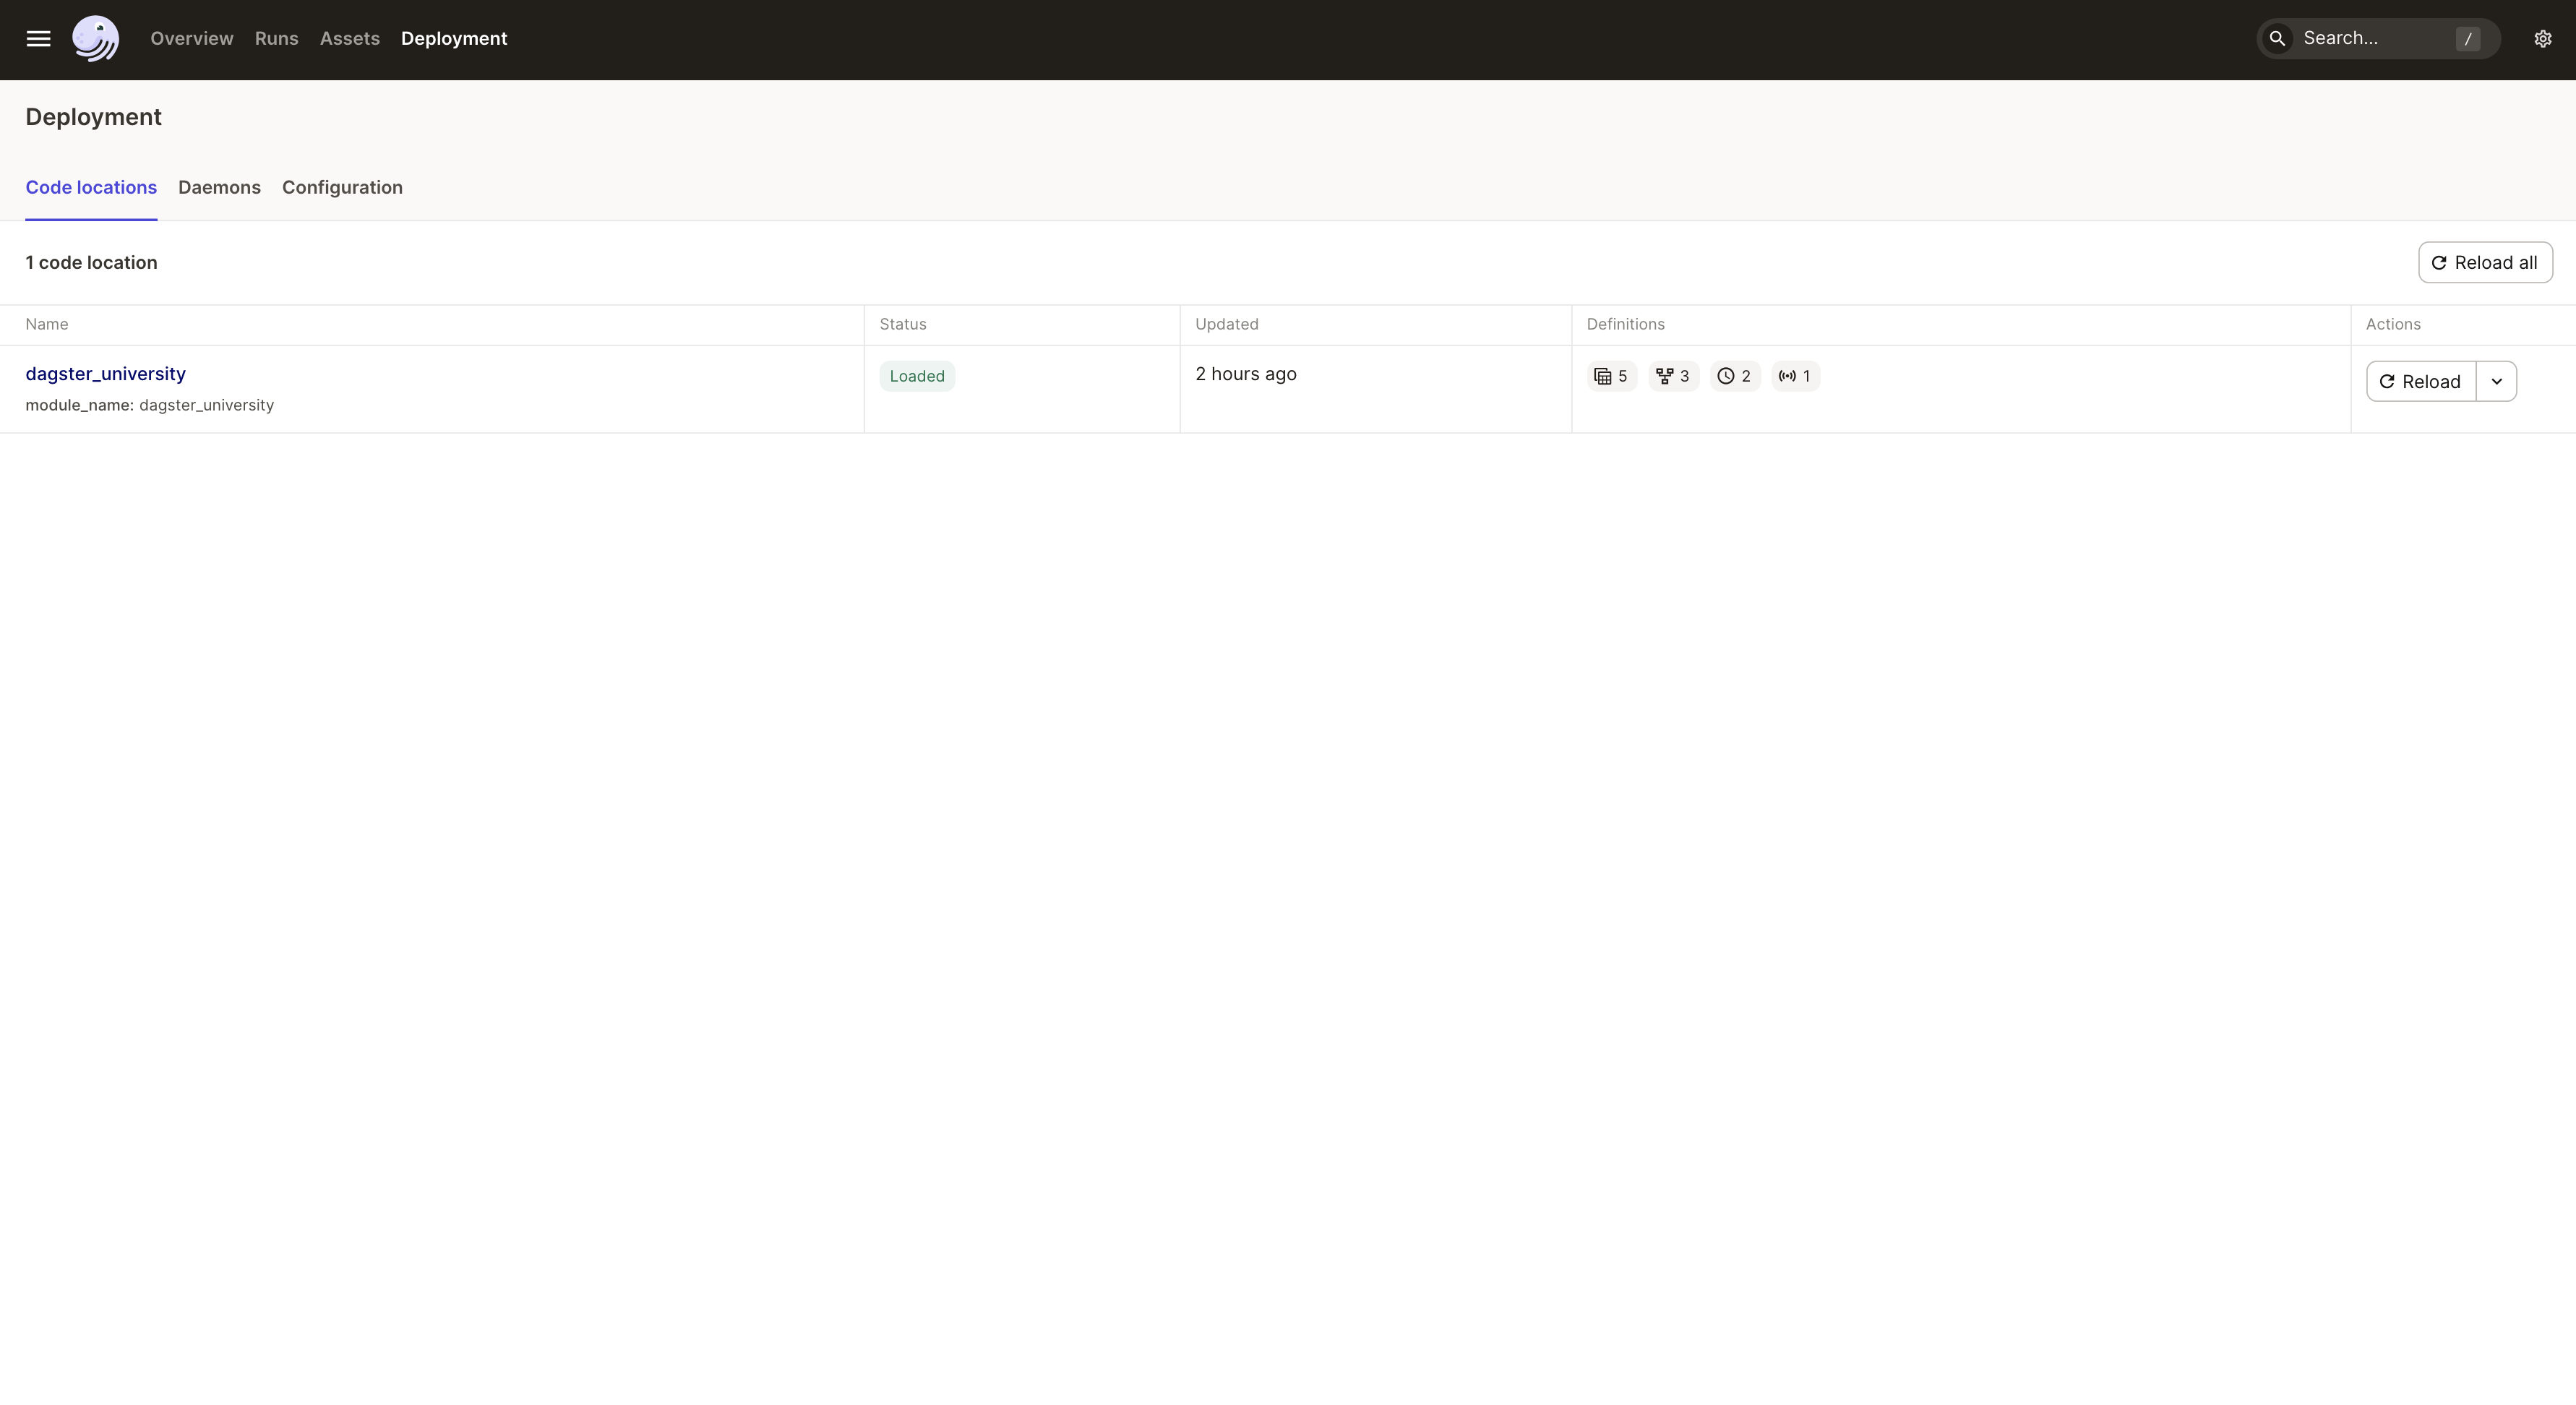 Overview Runs Assets Deployment Search... /
Deployment
Code locations Daemons Configuration
1 code location Reload all
Name Status Updated Definitions Actions
dagster_university Loaded 2 hours ago 5 3 2 1 Reload
module_name: dagster_university